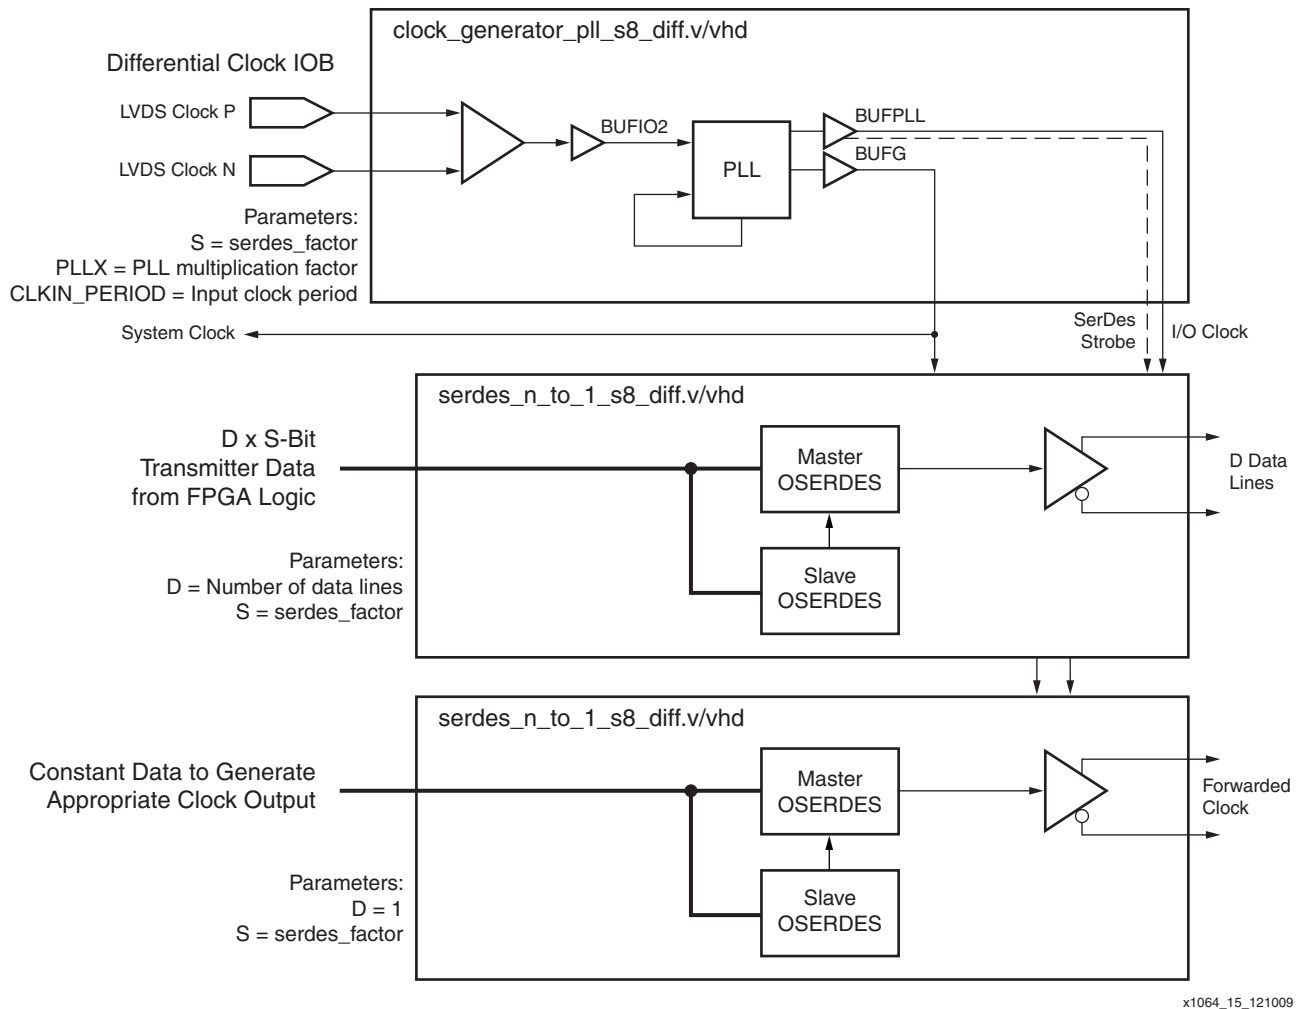 clock_generator_pll_s8_diff.v/vhd
Differential Clock IOB
LVDS Clock P
LVDS Clock N
BUFIO2
PLL
BUFPLL
BUFG
Parameters:
S = serdes_factor
PLLX = PLL multiplication factor
CLKIN_PERIOD = Input clock period
System Clock
SerDes
Strobe
I/O Clock
serdes_n_to_1_s8_diff.v/vhd
D x S-Bit
Transmitter Data
from FPGA Logic
Master
OSERDES
Slave
OSERDES
D Data
Lines
Parameters:
D = Number of data lines
S = serdes_factor
serdes_n_to_1_s8_diff.v/vhd
Constant Data to Generate
Appropriate Clock Output
Master
OSERDES
Slave
OSERDES
Forwarded
Clock
Parameters:
D = 1
S = serdes_factor
x1064_15_121009